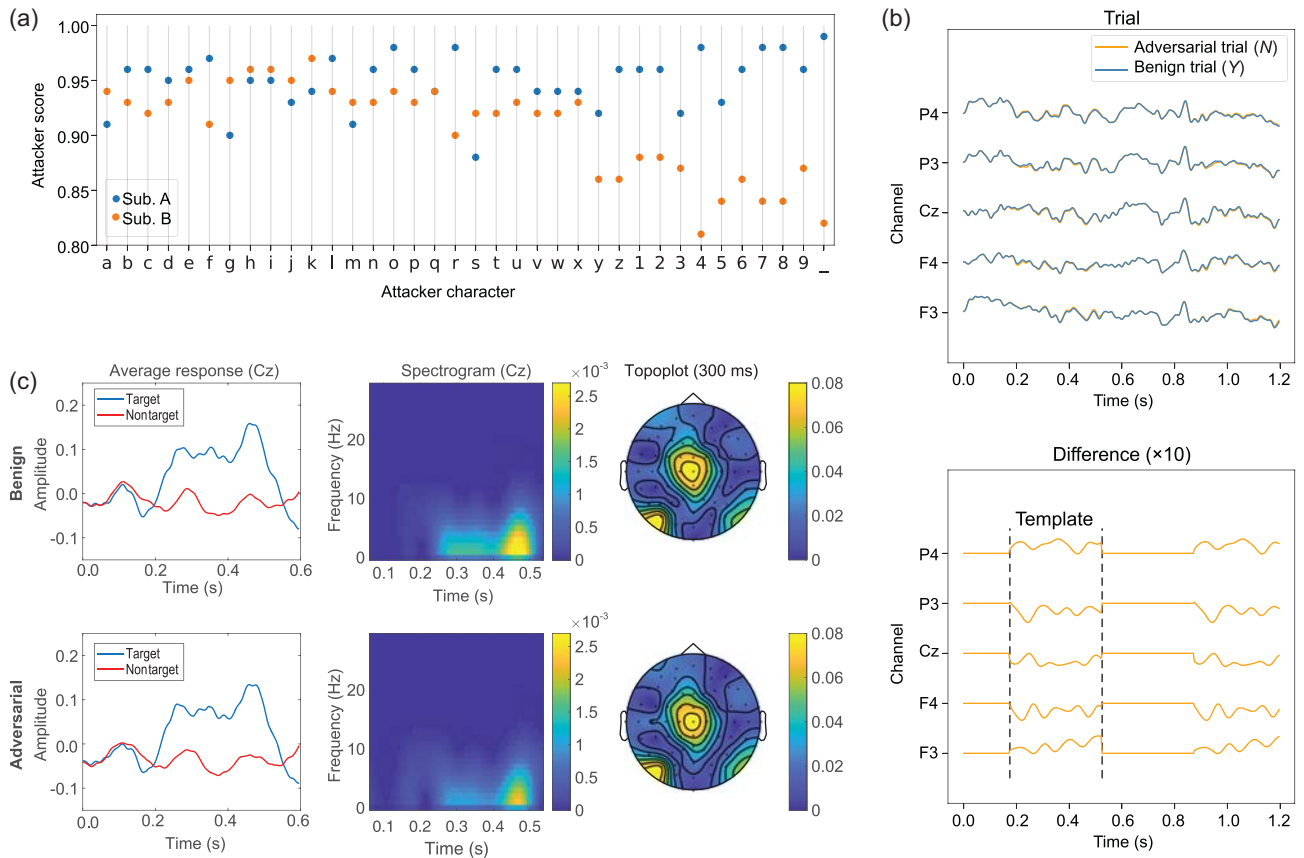 (a)
1.00
0.95
0.90
0.85
0.80
Attacker score
Sub. A
Sub. B
a b c d e f g h i j k l m n o p q r s t u v w x y z 1 2 3 4 5 6 7 8 9 _
Attacker character
(b)
Trial
Adversarial trial (N)
Benign trial (Y)
P4
P3
Cz
F4
F3
Channel
0.0 0.2 0.4 0.6 0.8 1.0 1.2
Time (s)
Difference (×10)
Template
P4
P3
Cz
F4
F3
Channel
0.0 0.2 0.4 0.6 0.8 1.0 1.2
Time (s)
(c)
Benign
Average response (Cz)
Target
Nontarget
0.2
0.1
0.0
-0.1
Amplitude
0.0 0.2 0.4 0.6
Time (s)
Spectrogram (Cz)
20
10
0
Frequency (Hz)
0.1 0.2 0.3 0.4 0.5
Time (s)
×10⁻³
2.5
2
1.5
1
0.5
0
Topoplot (300 ms)
0.08
0.06
0.04
0.02
0
Adversarial
Target
Nontarget
0.2
0.1
0.0
-0.1
Amplitude
0.0 0.2 0.4 0.6
Time (s)
20
10
0
Frequency (Hz)
0.1 0.2 0.3 0.4 0.5
Time (s)
×10⁻³
2.5
2
1.5
1
0.5
0
0.08
0.06
0.04
0.02
0